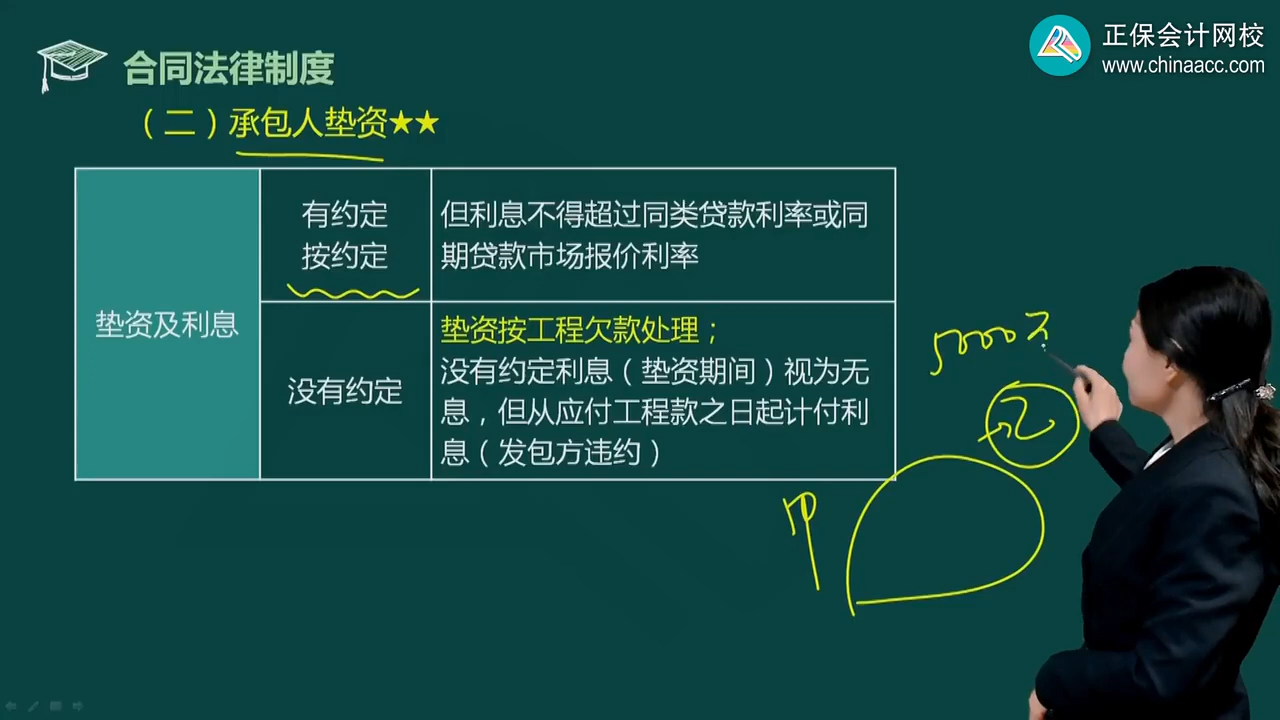 正保会计网校
www.chinaacc.com
合同法律制度
（二）承包人垫资★★
垫资及利息
有约定
按约定
但利息不得超过同类贷款利率或同
期贷款市场报价利率
没有约定
垫资按工程欠款处理；
没有约定利息（垫资期间）视为无
息，但从应付工程款之日起计付利
息（发包方违约）
5000万
乙
甲